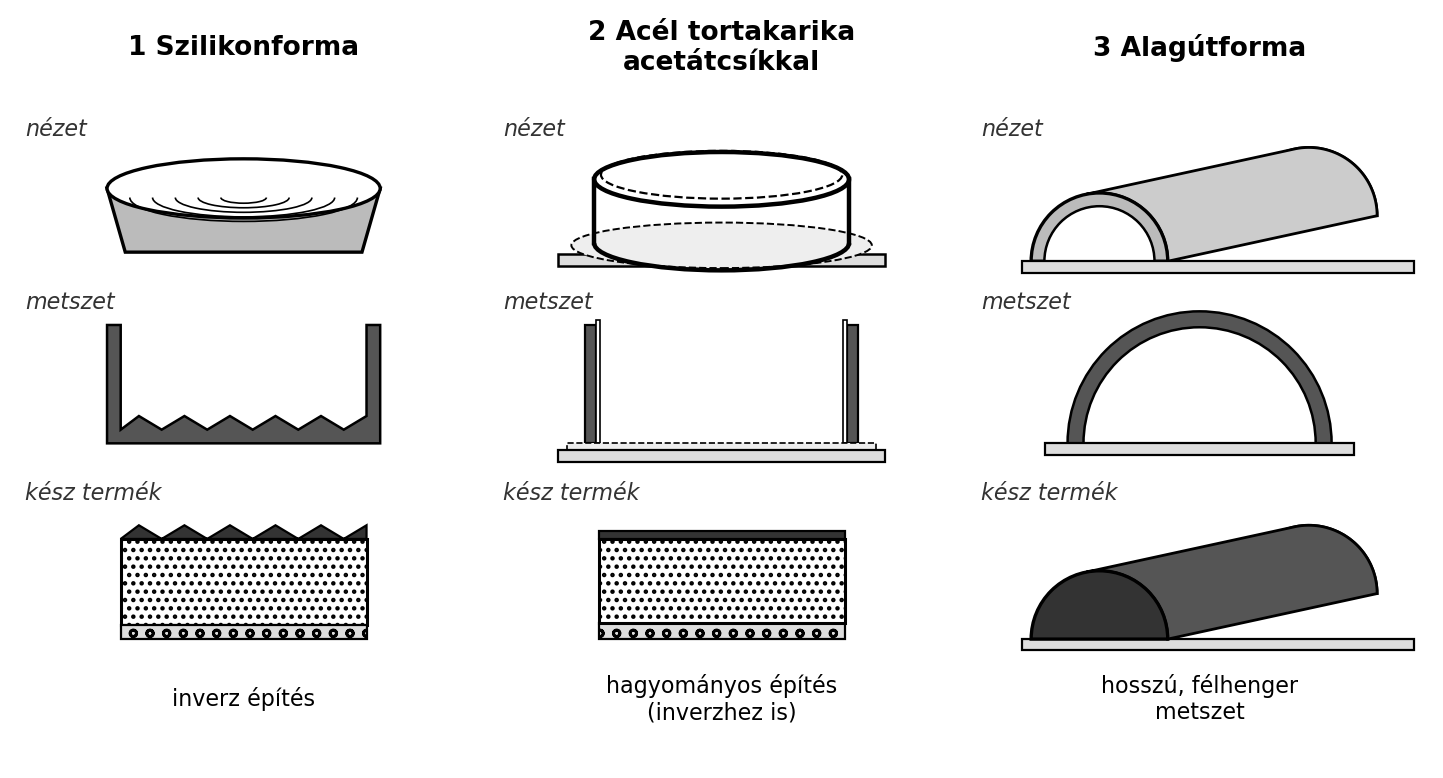 1 Szilikonforma
2 Acél tortakarika
acetátcsíkkal
3 Alagútforma
nézet
nézet
nézet
metszet
metszet
metszet
kész termék
kész termék
kész termék
inverz építés
hagyományos építés
(inverzhez is)
hosszú, félhenger
metszet